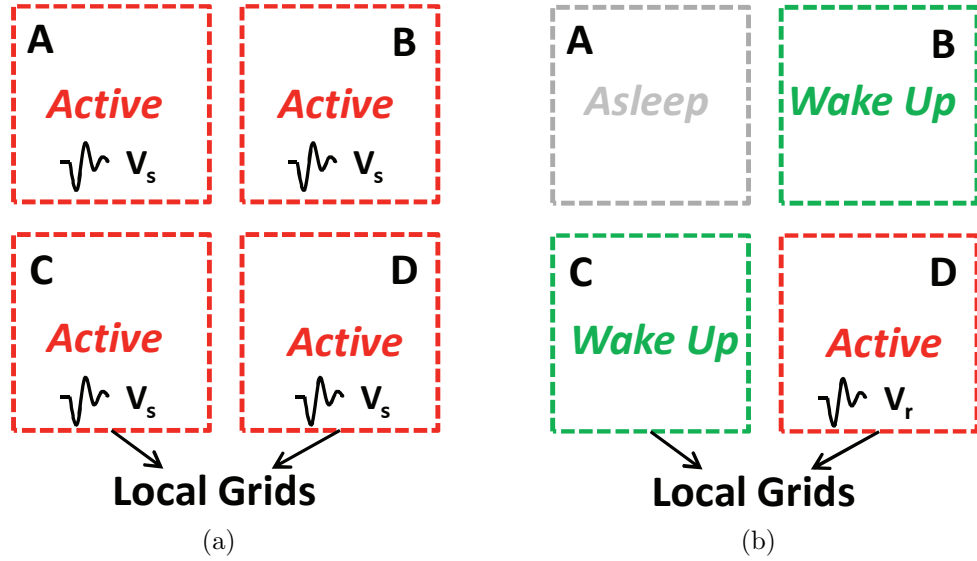 A
B
Active
Active
Vs
Vs
C
D
Active
Active
Vs
Vs
Local Grids
(a)
A
B
Asleep
Wake Up
C
D
Wake Up
Active
Vr
Local Grids
(b)